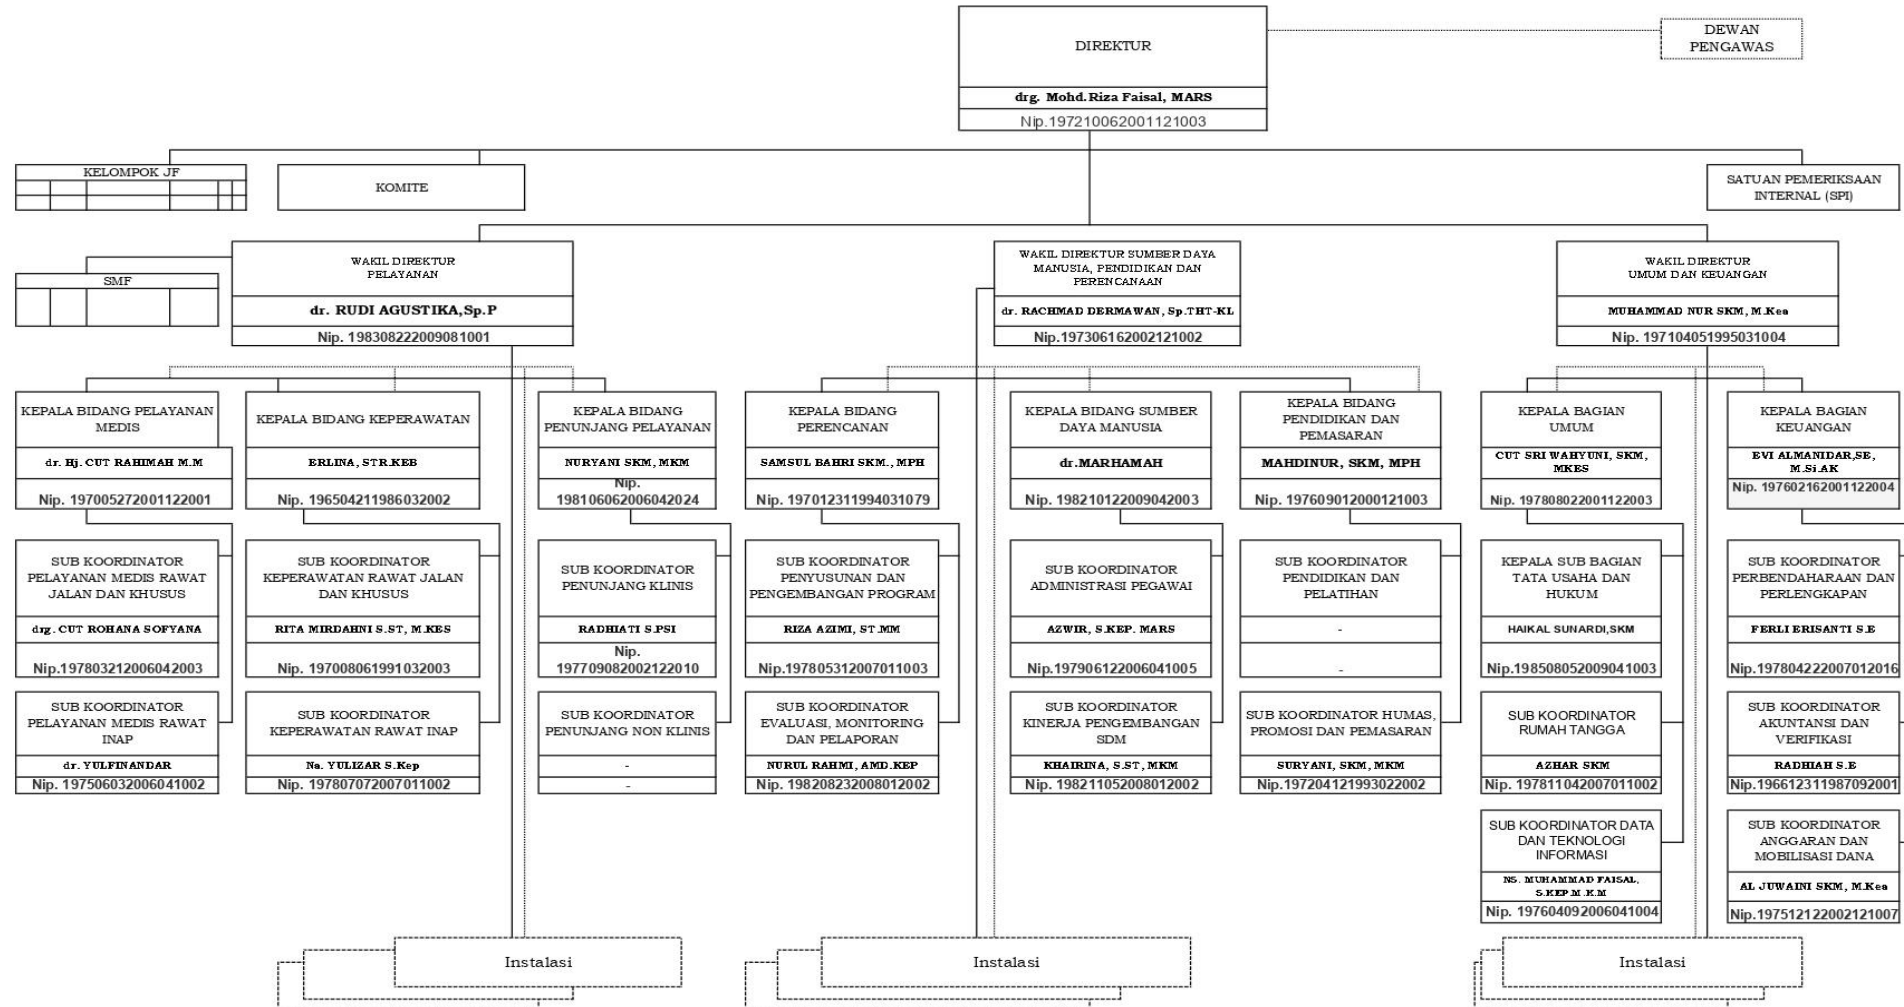 DIREKTUR
drg. Mohd.Riza Faisal, MARS
Nip.197210062001121003
DEWAN
PENGAWAS
KELOMPOK JF
KOMITE
SATUAN PEMERIKSAAN
INTERNAL (SPI)
SMF
WAKIL DIREKTUR
PELAYANAN
dr. RUDI AGUSTIKA,Sp.P
Nip. 198308222009081001
WAKIL DIREKTUR SUMBER DAYA
MANUSIA, PENDIDIKAN DAN
PERENCANAAN
dr. RACHMAD DERMAWAN, Sp.THT-KL
Nip.197306162002121002
WAKIL DIREKTUR
UMUM DAN KEUANGAN
MUHAMMAD NUR SKM, M.Kes
Nip. 197104051995031004
KEPALA BIDANG PELAYANAN
MEDIS
dr. Hj. CUT RAHIMAH M.M
Nip. 197005272001122001
KEPALA BIDANG KEPERAWATAN
ERLINA, STR.KEB
Nip. 196504211986032002
KEPALA BIDANG
PENUNJANG PELAYANAN
NURYANI SKM, MKM
Nip.
198106062006042024
KEPALA BIDANG
PERENCANAN
SAMSUL BAHRI SKM., MPH
Nip. 197012311994031079
KEPALA BIDANG SUMBER
DAYA MANUSIA
dr.MARHAMAH
Nip. 198210122009042003
KEPALA BIDANG
PENDIDIKAN DAN
PEMASARAN
MAHDINUR, SKM, MPH
Nip. 197609012000121003
KEPALA BAGIAN
UMUM
CUT SRI WAHYUNI, SKM,
MKES
Nip. 197808022001122003
KEPALA BAGIAN
KEUANGAN
EVI ALMANIDAR,SE,
M.Si.AK
Nip. 197602162001122004
SUB KOORDINATOR
PELAYANAN MEDIS RAWAT
JALAN DAN KHUSUS
drg. CUT ROHANA SOFYANA
Nip.197803212006042003
SUB KOORDINATOR
KEPERAWATAN RAWAT JALAN
DAN KHUSUS
RITA MIRDAHNI S.ST, M.KES
Nip. 197008061991032003
SUB KOORDINATOR
PENUNJANG KLINIS
RADHIATI S.PSI
Nip.
197709082002122010
SUB KOORDINATOR
PENYUSUNAN DAN
PENGEMBANGAN PROGRAM
RIZA AZIMI, ST.MM
Nip.197805312007011003
SUB KOORDINATOR
ADMINISTRASI PEGAWAI
AZWIR, S.KEP. MARS
Nip. 197906122006041005
SUB KOORDINATOR
PENDIDIKAN DAN
PELATIHAN
-
-
KEPALA SUB BAGIAN
TATA USAHA DAN
HUKUM
HAIKAL SUNARDI,SKM
Nip.198508052009041003
SUB KOORDINATOR
PERBENDAHARAAN DAN
PERLENGKAPAN
FERLI ERISANTI S.E
Nip.197804222007012016
SUB KOORDINATOR
PELAYANAN MEDIS RAWAT
INAP
dr. YULFINANDAR
Nip. 197506032006041002
SUB KOORDINATOR
KEPERAWATAN RAWAT INAP
Ns. YULIZAR S.Kep
Nip. 197807072007011002
SUB KOORDINATOR
PENUNJANG NON KLINIS
-
-
SUB KOORDINATOR
EVALUASI, MONITORING
DAN PELAPORAN
NURUL RAHMI, AMD.KEP
Nip. 198208232008012002
SUB KOORDINATOR
KINERJA PENGEMBANGAN
SDM
KHAIRINA, S.ST, MKM
Nip. 198211052008012002
SUB KOORDINATOR HUMAS,
PROMOSI DAN PEMASARAN
SURYANI, SKM, MKM
Nip.197204121993022002
SUB KOORDINATOR
RUMAH TANGGA
AZHAR SKM
Nip. 197811042007011002
SUB KOORDINATOR
AKUNTANSI DAN
VERIFIKASI
RADHIAH S.E
Nip.196612311987092001
SUB KOORDINATOR DATA
DAN TEKNOLOGI
INFORMASI
NS. MUHAMMAD FAISAL,
S.KEP.M.K.M
Nip. 197604092006041004
SUB KOORDINATOR
ANGGARAN DAN
MOBILISASI DANA
AL JUWAINI SKM, M.Kes
Nip.197512122002121007
Instalasi
Instalasi
Instalasi